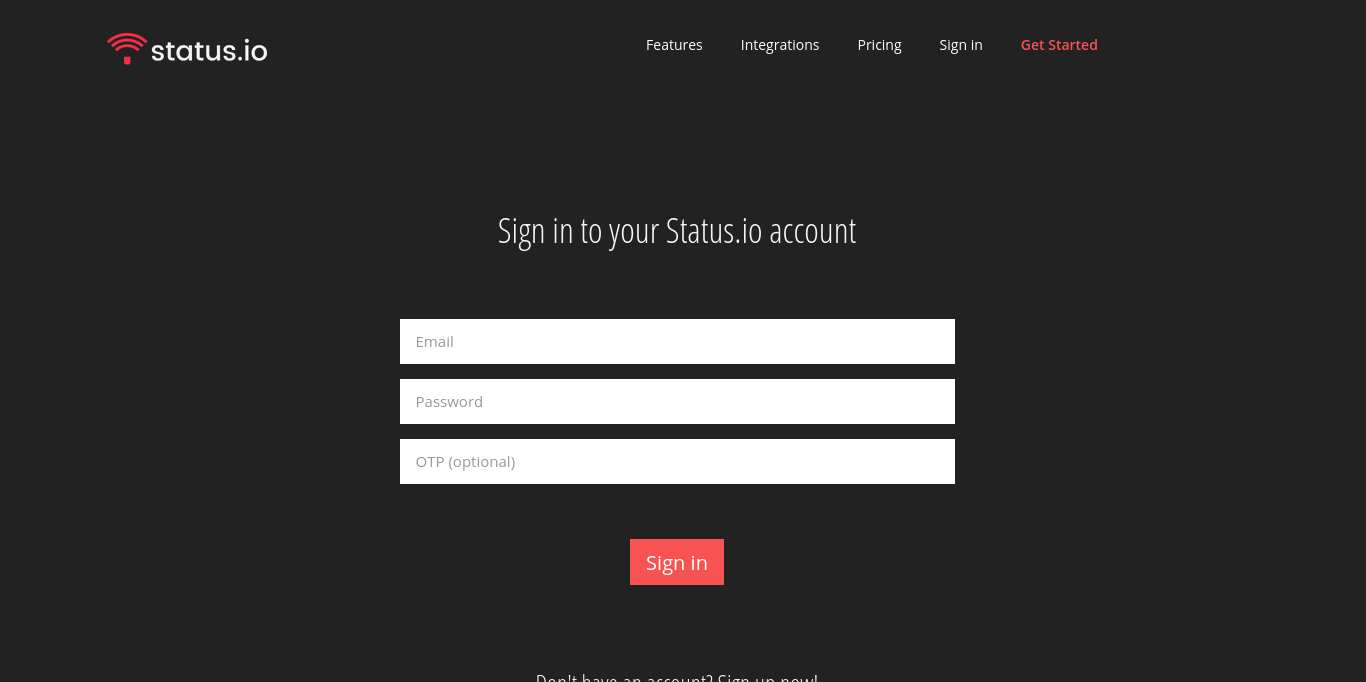 status.io
Features Integrations Pricing Sign in Get Started
Sign in to your Status.io account
Email
Password
OTP (optional)
Sign in
Don't have an account? Sign up now!